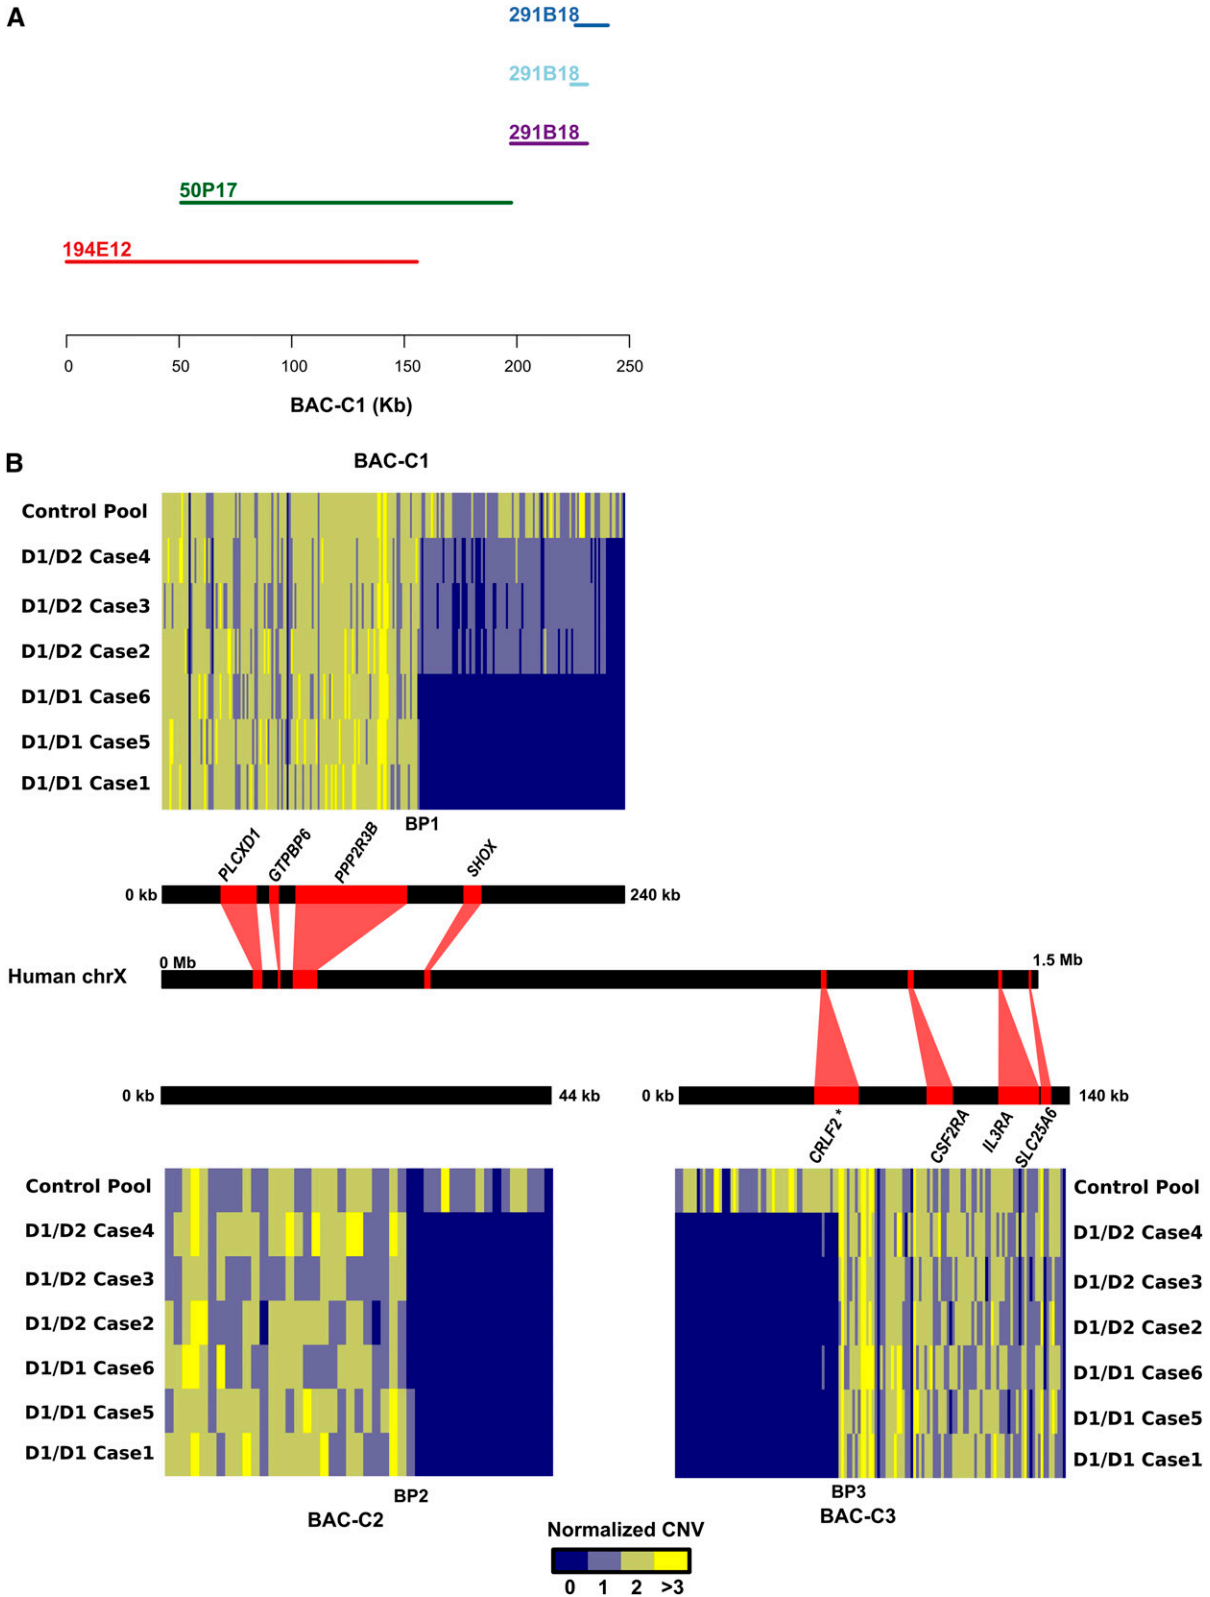 A
291B18
291B18
291B18
50P17
194E12
0 50 100 150 200 250
BAC-C1 (Kb)
B
BAC-C1
Control Pool
D1/D2 Case4
D1/D2 Case3
D1/D2 Case2
D1/D1 Case6
D1/D1 Case5
D1/D1 Case1
BP1
PLCXD1 GTPBP6 PPP2R3B SHOX
0 kb 240 kb
Human chrX 0 Mb 1.5 Mb
0 kb 44 kb 0 kb 140 kb
CRLF2 * CSF2RA IL3RA SLC25A6
Control Pool Control Pool
D1/D2 Case4 D1/D2 Case4
D1/D2 Case3 D1/D2 Case3
D1/D2 Case2 D1/D2 Case2
D1/D1 Case6 D1/D1 Case6
D1/D1 Case5 D1/D1 Case5
D1/D1 Case1 D1/D1 Case1
BP2 BP3
BAC-C2 BAC-C3
Normalized CNV
0 1 2 >3